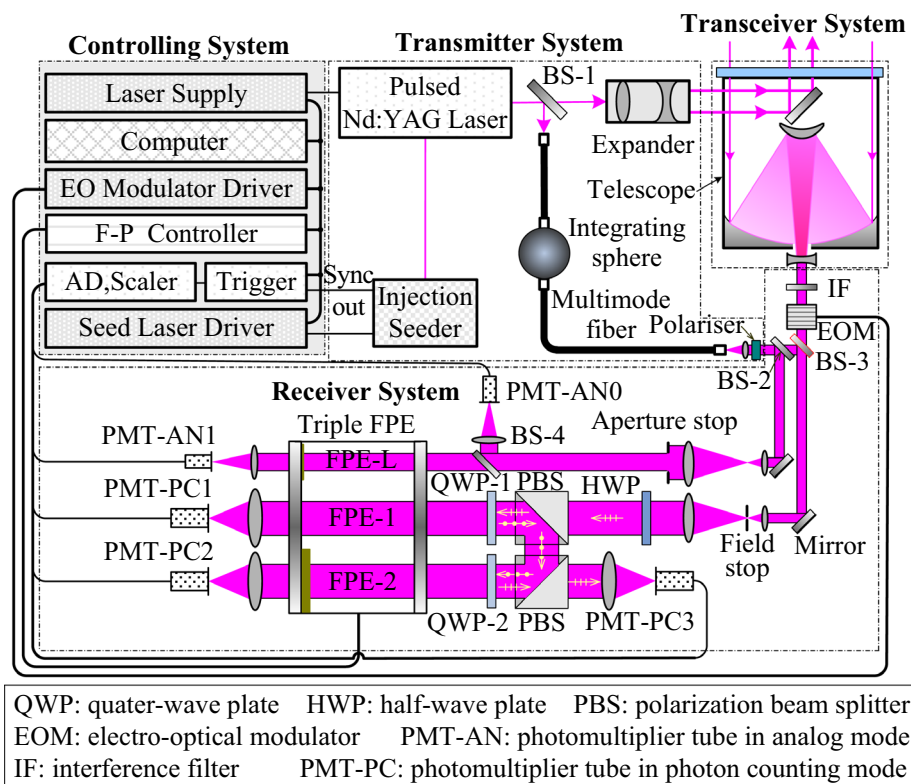 Controlling System
Transmitter System
Transceiver System
Laser Supply
Computer
EO Modulator Driver
F-P Controller
AD,Scaler
Trigger
Seed Laser Driver
Sync
out
Pulsed
Nd:YAG Laser
Injection
Seeder
BS-1
Expander
Telescope
Integrating
sphere
Multimode
fiber
Polariser
IF
EOM
BS-2
BS-3
Receiver System
PMT-AN0
Triple FPE
BS-4
Aperture stop
PMT-AN1
FPE-L
QWP-1
PBS
HWP
PMT-PC1
FPE-1
Field
stop
Mirror
PMT-PC2
FPE-2
QWP-2
PBS
PMT-PC3
QWP: quater-wave plate HWP: half-wave plate PBS: polarization beam splitter
EOM: electro-optical modulator PMT-AN: photomultiplier tube in analog mode
IF: interference filter PMT-PC: photomultiplier tube in photon counting mode